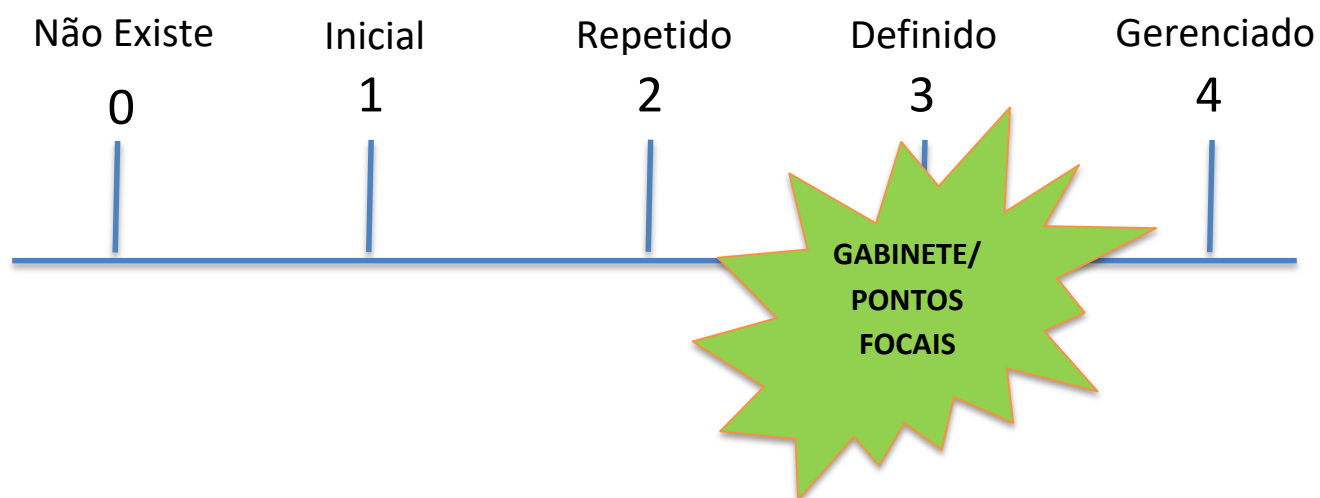 Não Existe Inicial Repetido Definido Gerenciado
0 1 2 3 4
GABINETE/
PONTOS
FOCAIS